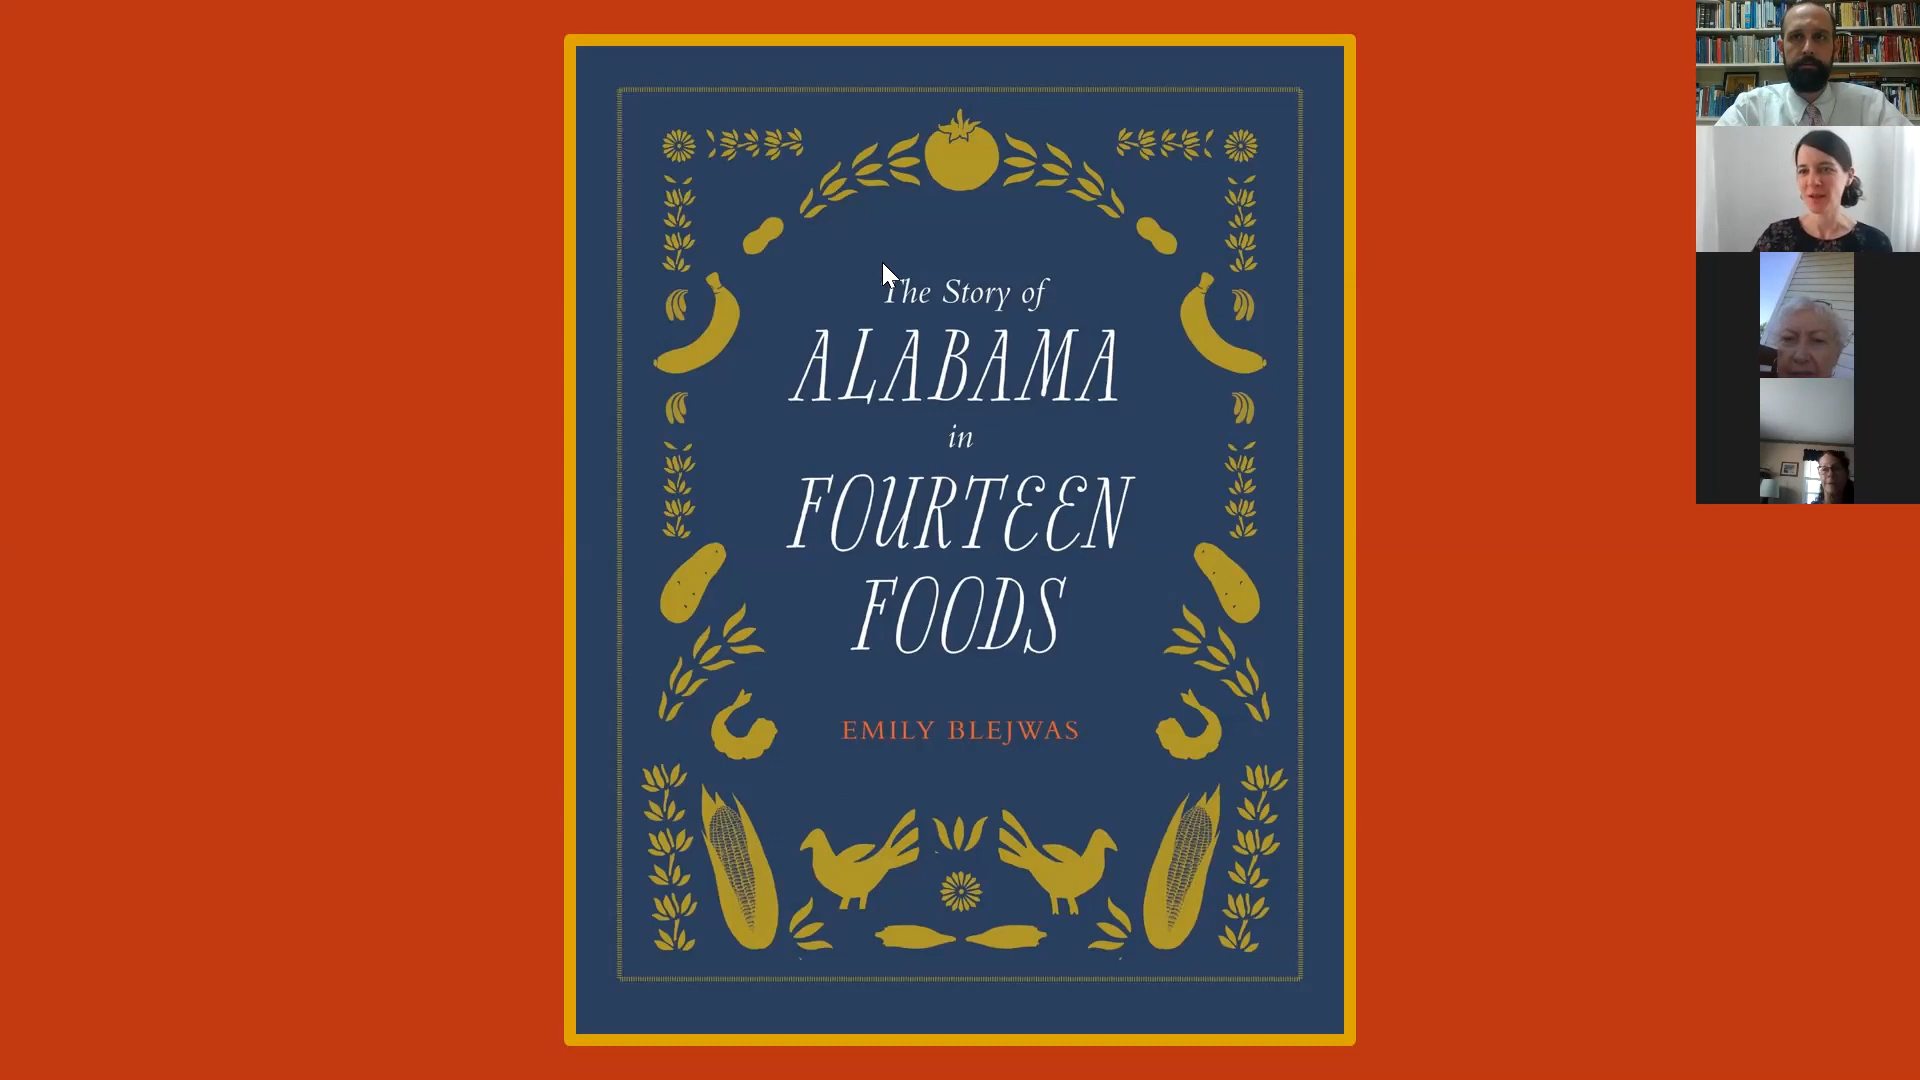 The Story of
ALABAMA
in
FOURTEEN
FOODS
EMILY BLEJWAS